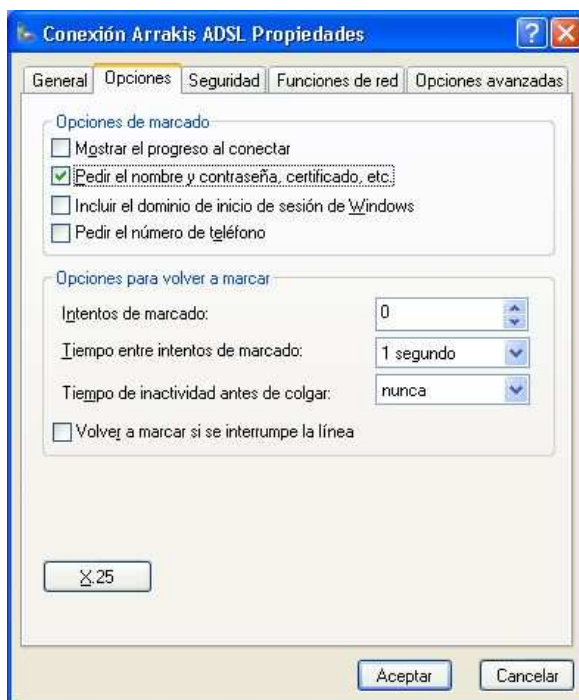 Conexión Arrakis ADSL Propiedades
General Opciones Seguridad Funciones de red Opciones avanzadas
Opciones de marcado
Mostrar el progreso al conectar
Pedir el nombre y contraseña, certificado, etc.
Incluir el dominio de inicio de sesión de Windows
Pedir el número de teléfono
Opciones para volver a marcar
Intentos de marcado: 0
Tiempo entre intentos de marcado: 1 segundo
Tiempo de inactividad antes de colgar: nunca
Volver a marcar si se interrumpe la línea
X.25
Aceptar Cancelar